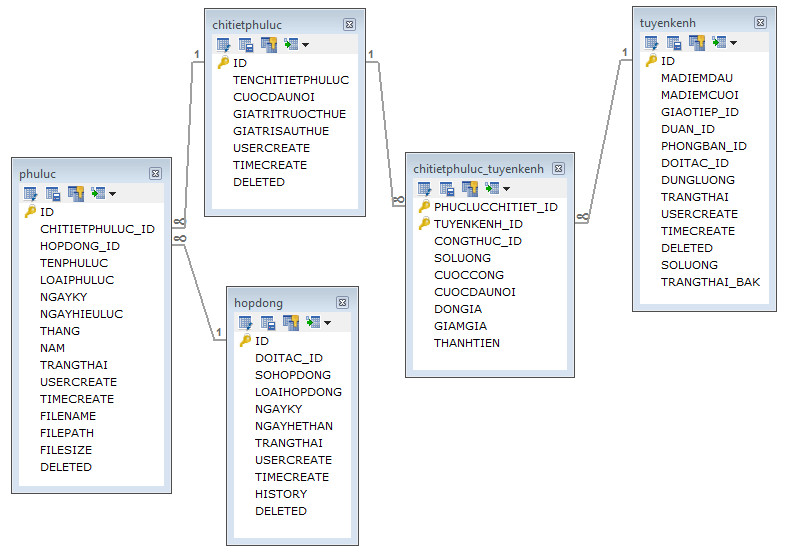 chitietphuluc
ID
TENCHITIETPHULUC
CUOCDAUNOI
GIATRITRUOCTHUE
GIATRISAUTHUE
USERCREATE
TIMECREATE
DELETED
tuyenkenh
ID
MADIEMDAU
MADIEMCUOI
GIAOTIEP_ID
DUAN_ID
PHONGBAN_ID
DOITAC_ID
DUNGLUONG
TRANGTHAI
USERCREATE
TIMECREATE
DELETED
SOLUONG
TRANGTHAI_BAK
phuluc
ID
CHITIETPHULUC_ID
HOPDONG_ID
TENPHULUC
LOAIPHULUC
NGAYKY
NGAYHIEULUC
THANG
NAM
TRANGTHAI
USERCREATE
TIMECREATE
FILENAME
FILEPATH
FILESIZE
DELETED
chitietphuluc_tuyenkenh
PHUCLUCCHITIET_ID
TUYENKENH_ID
CONGTHUC_ID
SOLUONG
CUOCCONG
CUOCDAUNOI
DONGIA
GIAMGIA
THANHTIEN
hopdong
ID
DOITAC_ID
SOHOPDONG
LOAIHOPDONG
NGAYKY
NGAYHETHAN
TRANGTHAI
USERCREATE
TIMECREATE
HISTORY
DELETED
1
1
1
1
∞
∞
∞
∞